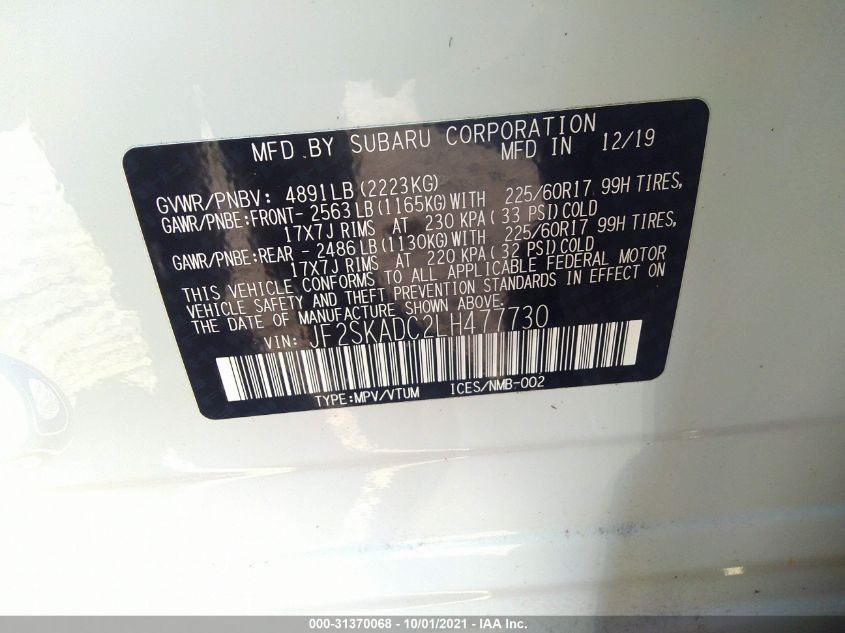 MFD BY SUBARU CORPORATION
MFD IN 12/19
GVWR/PNBV: 4891LB(2223KG)
GAWR/PNBE:FRONT- 2563LB(1165KG)WITH 225/60R17 99H TIRES,
17X7J RIMS AT 230 KPA(33 PSI)COLD
GAWR/PNBE:REAR - 2486LB(1130KG)WITH 225/60R17 99H TIRES,
17X7J RIMS AT 220 KPA(32 PSI)COLD
THIS VEHICLE CONFORMS TO ALL APPLICABLE FEDERAL MOTOR
VEHICLE SAFETY AND THEFT PREVENTION STANDARDS IN EFFECT ON
THE DATE OF MANUFACTURE SHOWN ABOVE.
VIN: JF2SKADC2LH477730
TYPE:MPV/VTUM ICES/NMB-002
000-31370068 - 10/01/2021 - IAA Inc.